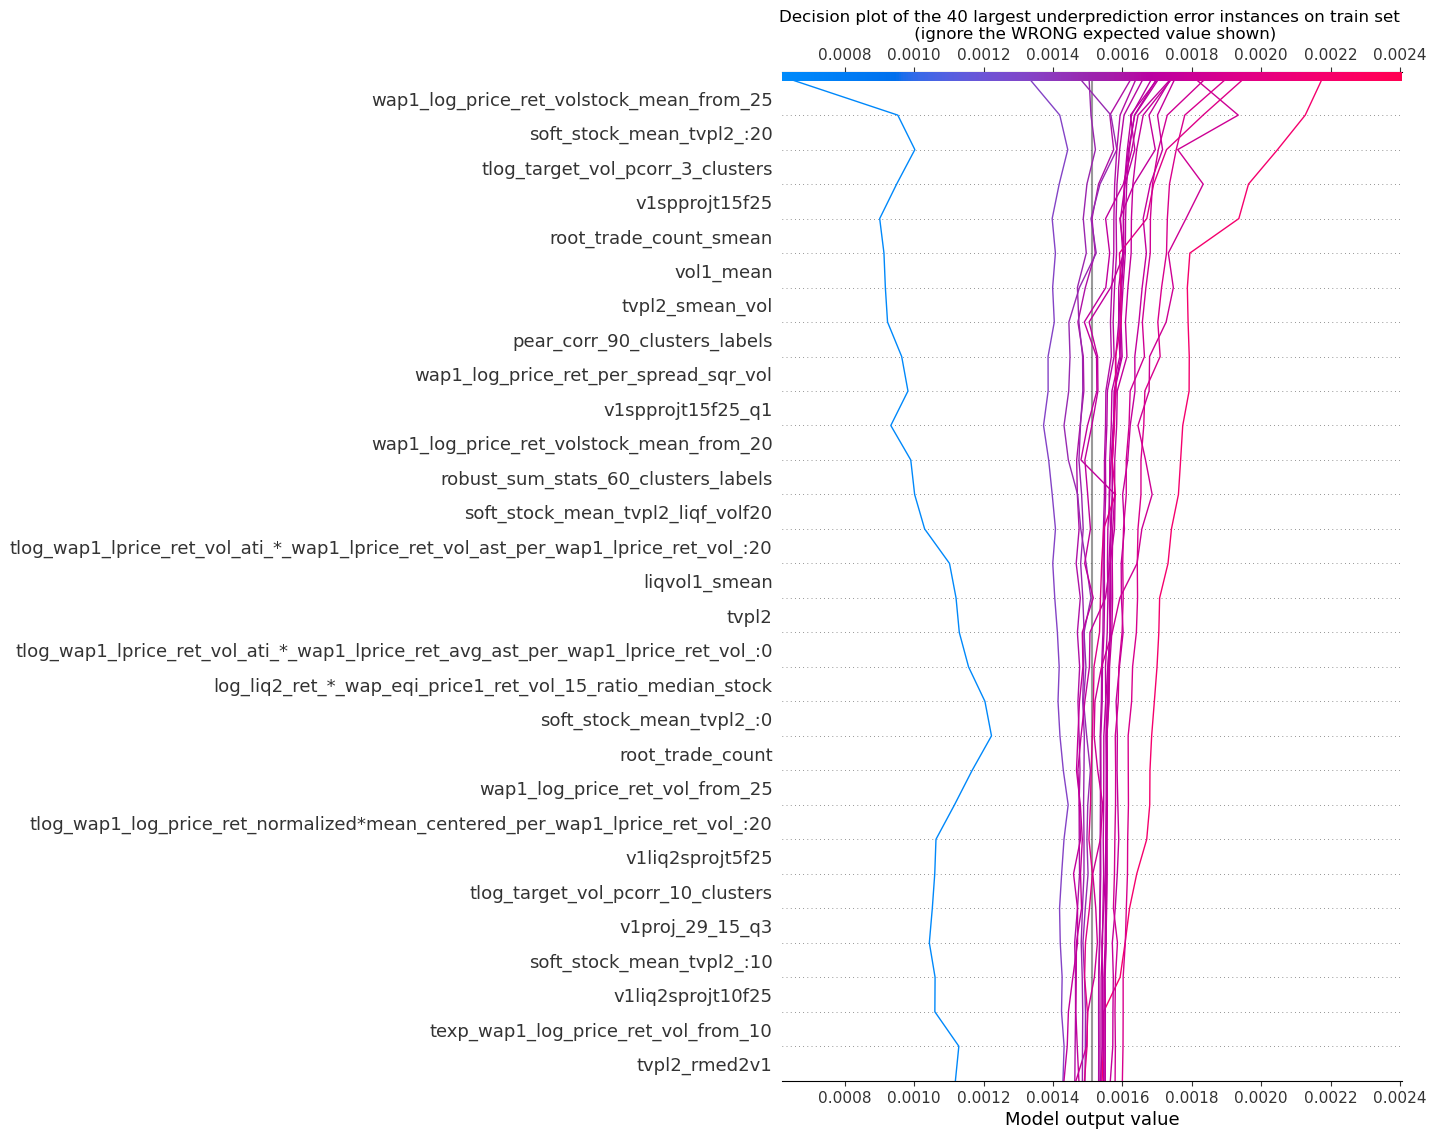 Decision plot of the 40 largest underprediction error instances on train set
(ignore the WRONG expected value shown)
0.0008 0.0010 0.0012 0.0014 0.0016 0.0018 0.0020 0.0022 0.0024
wap1_log_price_ret_volstock_mean_from_25
soft_stock_mean_tvpl2_:20
tlog_target_vol_pcorr_3_clusters
v1spprojt15f25
root_trade_count_smean
vol1_mean
tvpl2_smean_vol
pear_corr_90_clusters_labels
wap1_log_price_ret_per_spread_sqr_vol
v1spprojt15f25_q1
wap1_log_price_ret_volstock_mean_from_20
robust_sum_stats_60_clusters_labels
soft_stock_mean_tvpl2_liqf_volf20
tlog_wap1_lprice_ret_vol_ati_*_wap1_lprice_ret_vol_ast_per_wap1_lprice_ret_vol_:20
liqvol1_smean
tvpl2
tlog_wap1_lprice_ret_vol_ati_*_wap1_lprice_ret_avg_ast_per_wap1_lprice_ret_vol_:0
log_liq2_ret_*_wap_eqi_price1_ret_vol_15_ratio_median_stock
soft_stock_mean_tvpl2_:0
root_trade_count
wap1_log_price_ret_vol_from_25
tlog_wap1_log_price_ret_normalized*mean_centered_per_wap1_lprice_ret_vol_:20
v1liq2sprojt5f25
tlog_target_vol_pcorr_10_clusters
v1proj_29_15_q3
soft_stock_mean_tvpl2_:10
v1liq2sprojt10f25
texp_wap1_log_price_ret_vol_from_10
tvpl2_rmed2v1
0.0008 0.0010 0.0012 0.0014 0.0016 0.0018 0.0020 0.0022 0.0024
Model output value